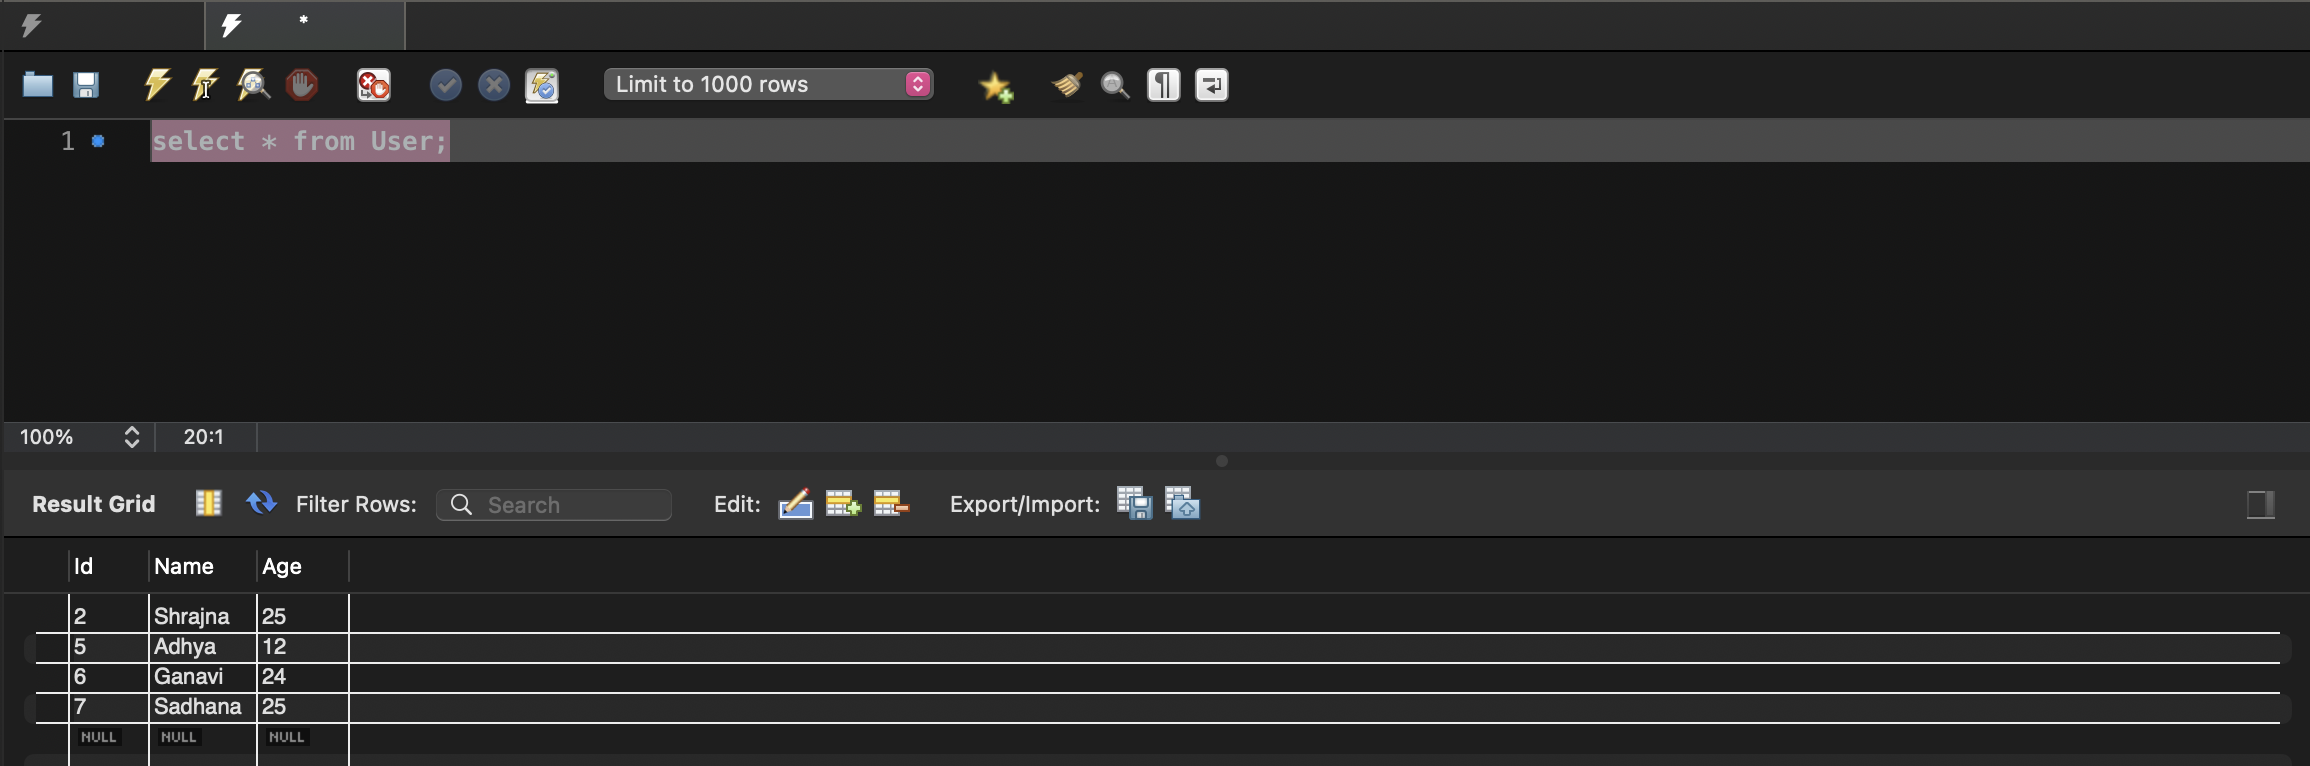 *
Limit to 1000 rows
1 select * from User;
100% 20:1
Result Grid Filter Rows: Search Edit: Export/Import:
Id Name Age
2 Shrajna 25
5 Adhya 12
6 Ganavi 24
7 Sadhana 25
NULL NULL NULL